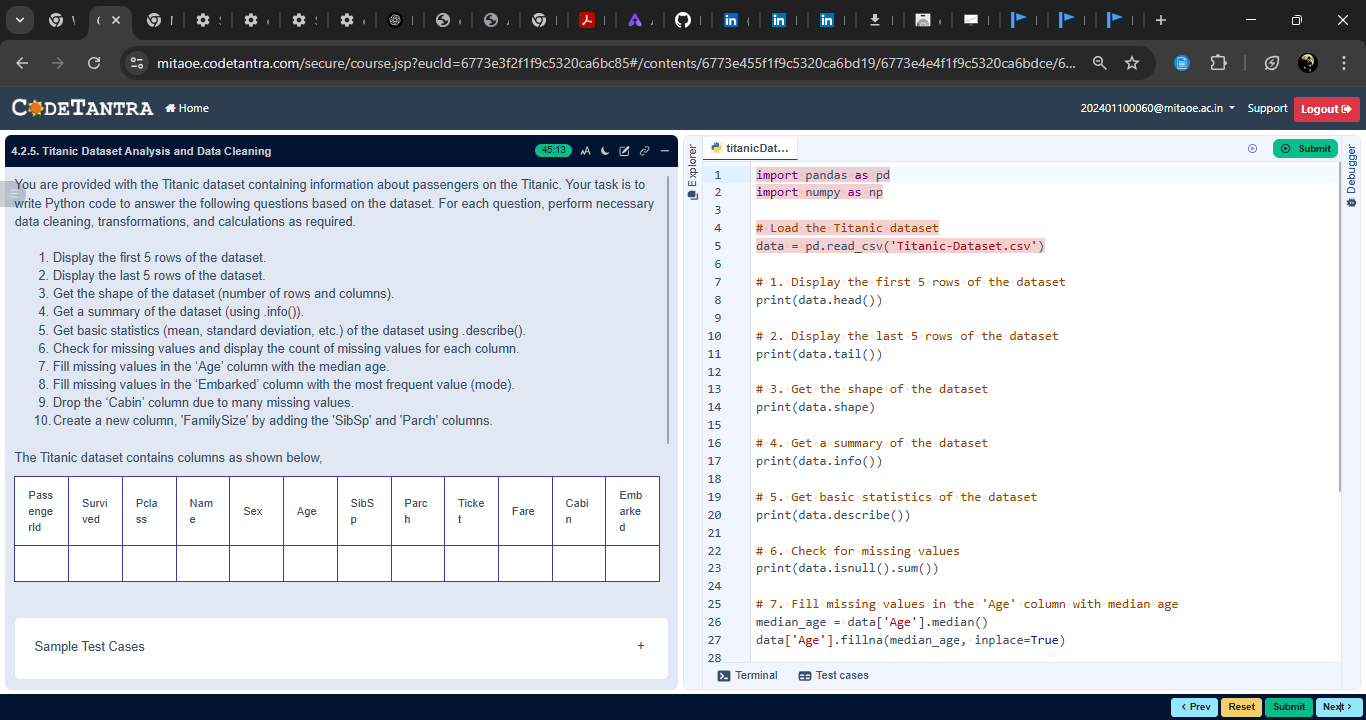 mitaoe.codetantra.com/secure/course.jsp?eucId=6773e3f2f1f9c5320ca6bc85#/contents/6773e455f1f9c5320ca6bd19/6773e4e4f1f9c5320ca6bdce/6...
CODETANTRA
Home
202401100060@mitaoe.ac.in
Support
Logout
4.2.5. Titanic Dataset Analysis and Data Cleaning
45:13
AA
You are provided with the Titanic dataset containing information about passengers on the Titanic. Your task is to
write Python code to answer the following questions based on the dataset. For each question, perform necessary
data cleaning, transformations, and calculations as required.
1. Display the first 5 rows of the dataset.
2. Display the last 5 rows of the dataset.
3. Get the shape of the dataset (number of rows and columns).
4. Get a summary of the dataset (using .info()).
5. Get basic statistics (mean, standard deviation, etc.) of the dataset using .describe().
6. Check for missing values and display the count of missing values for each column.
7. Fill missing values in the ‘Age’ column with the median age.
8. Fill missing values in the ‘Embarked’ column with the most frequent value (mode).
9. Drop the ‘Cabin’ column due to many missing values.
10. Create a new column, 'FamilySize' by adding the 'SibSp' and 'Parch' columns.
The Titanic dataset contains columns as shown below,
PassengerId Survived Pclass Name Sex Age SibSp Parch Ticket Fare Cabin Embarked
Sample Test Cases +
Explorer
titanicDat...
Submit
Debugger
1 import pandas as pd
2 import numpy as np
3
4 # Load the Titanic dataset
5 data = pd.read_csv('Titanic-Dataset.csv')
6
7 # 1. Display the first 5 rows of the dataset
8 print(data.head())
9
10 # 2. Display the last 5 rows of the dataset
11 print(data.tail())
12
13 # 3. Get the shape of the dataset
14 print(data.shape)
15
16 # 4. Get a summary of the dataset
17 print(data.info())
18
19 # 5. Get basic statistics of the dataset
20 print(data.describe())
21
22 # 6. Check for missing values
23 print(data.isnull().sum())
24
25 # 7. Fill missing values in the 'Age' column with median age
26 median_age = data['Age'].median()
27 data['Age'].fillna(median_age, inplace=True)
28
Terminal
Test cases
< Prev
Reset
Submit
Next >